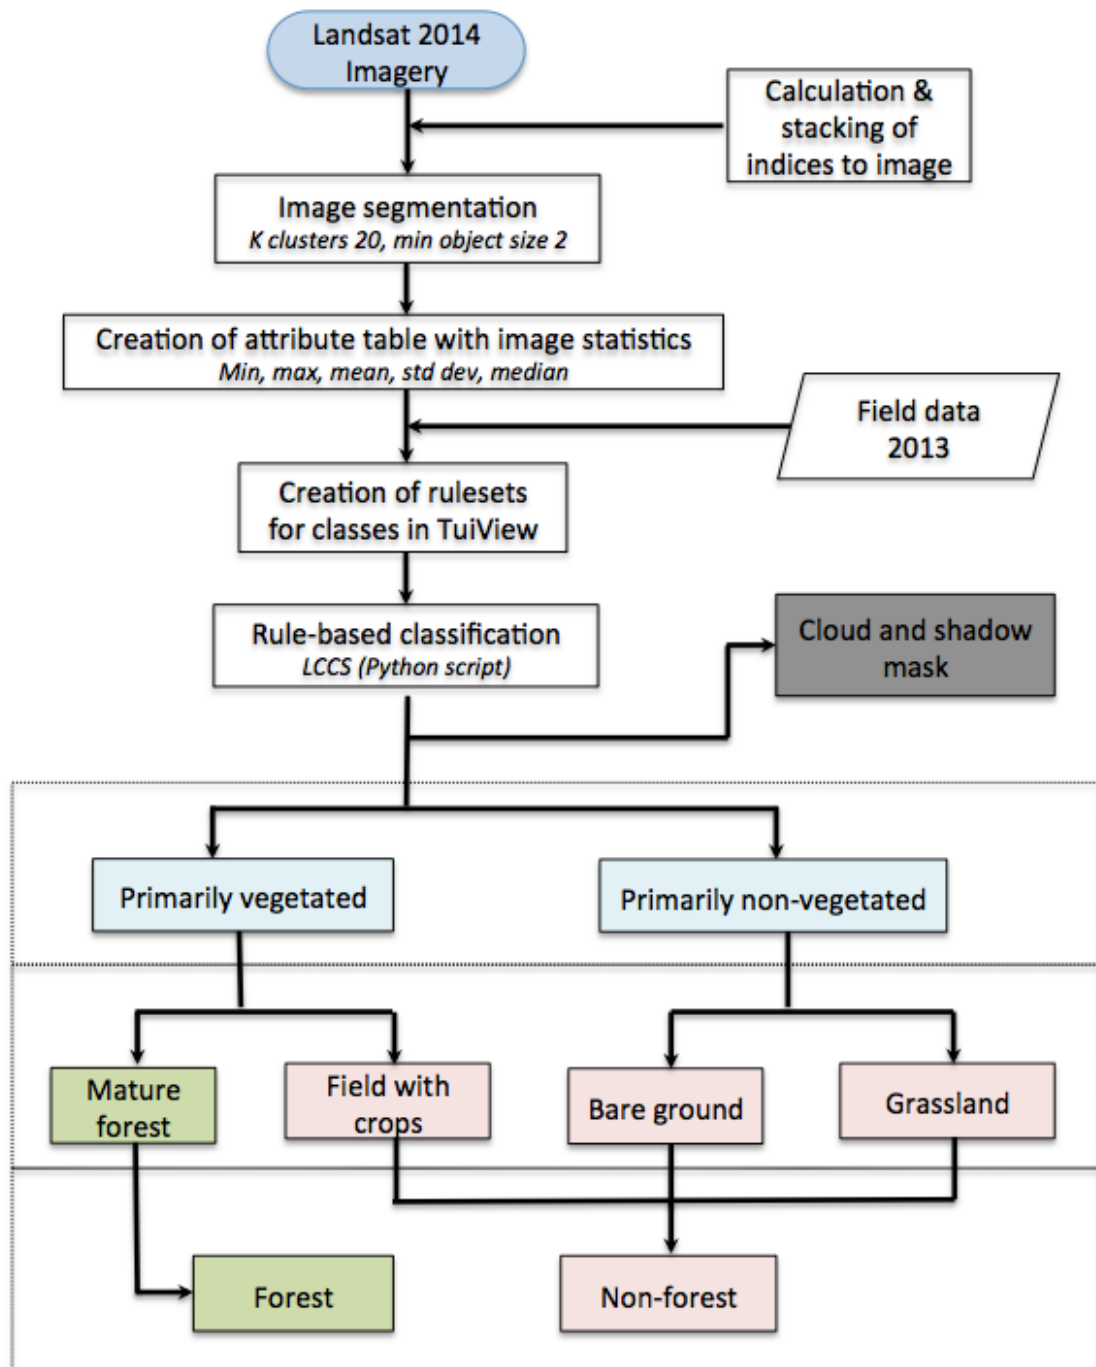 Landsat 2014
Imagery
Calculation &
stacking of
indices to image
Image segmentation
K clusters 20, min object size 2
Creation of attribute table with image statistics
Min, max, mean, std dev, median
Field data
2013
Creation of rulesets
for classes in TuiView
Rule-based classification
LCCS (Python script)
Cloud and shadow
mask
Primarily vegetated
Primarily non-vegetated
Mature
forest
Field with
crops
Bare ground
Grassland
Forest
Non-forest